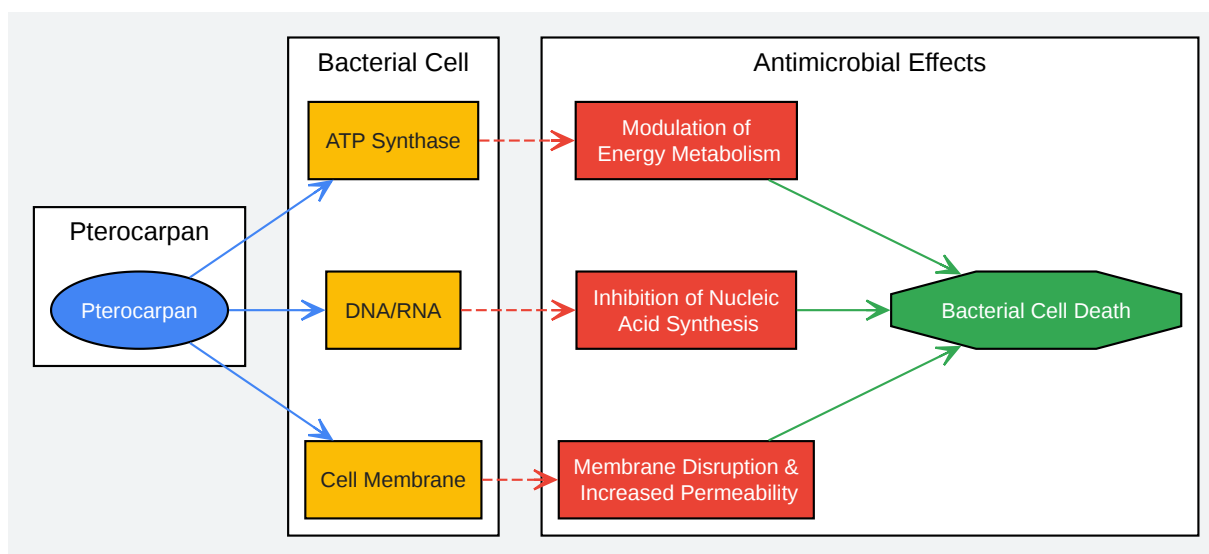 Bacterial Cell
Antimicrobial Effects
ATP Synthase
Modulation of
Energy Metabolism
Pterocarpan
Pterocarpan
DNA/RNA
Inhibition of Nucleic
Acid Synthesis
Bacterial Cell Death
Cell Membrane
Membrane Disruption &
Increased Permeability